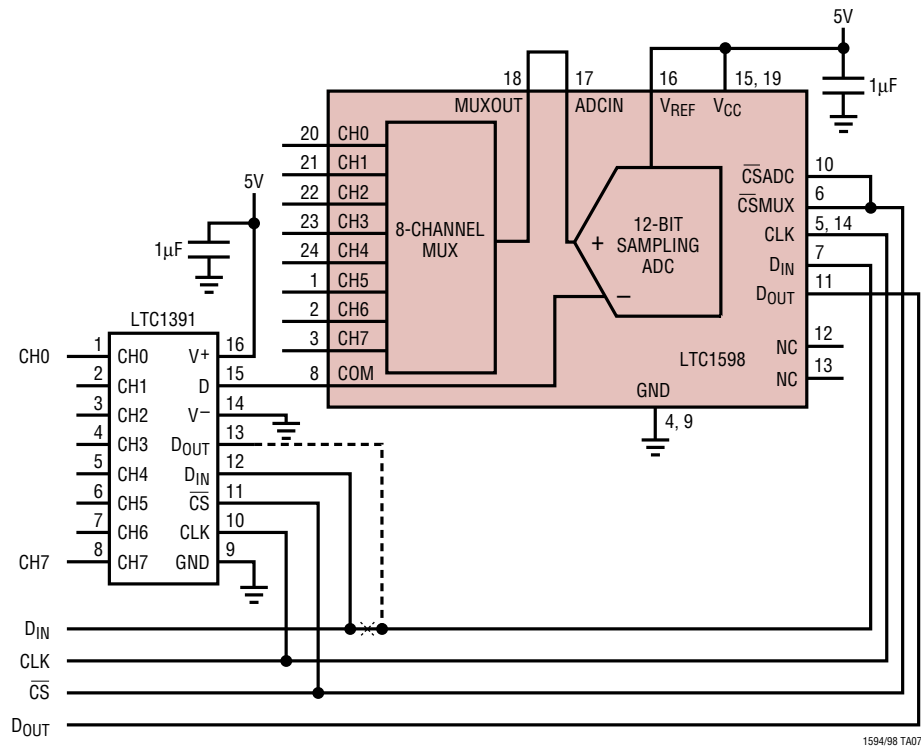 5V
1µF
18
17
16
15, 19
MUXOUT
ADCIN
VREF
VCC
20 CH0
21 CH1
22 CH2
23 CH3
24 CH4
1 CH5
2 CH6
3 CH7
8 COM
8-CHANNEL
MUX
+
12-BIT
SAMPLING
ADC
–
CSADC 10
CSMUX 6
CLK 5, 14
DIN 7
DOUT 11
NC 12
NC 13
LTC1598
GND
4, 9
5V
1µF
LTC1391
CH0 1 CH0 V+ 16
2 CH1 D 15
3 CH2 V– 14
4 CH3 DOUT 13
5 CH4 DIN 12
6 CH5 CS 11
7 CH6 CLK 10
CH7 8 CH7 GND 9
DIN
CLK
CS
DOUT
1594/98 TA07